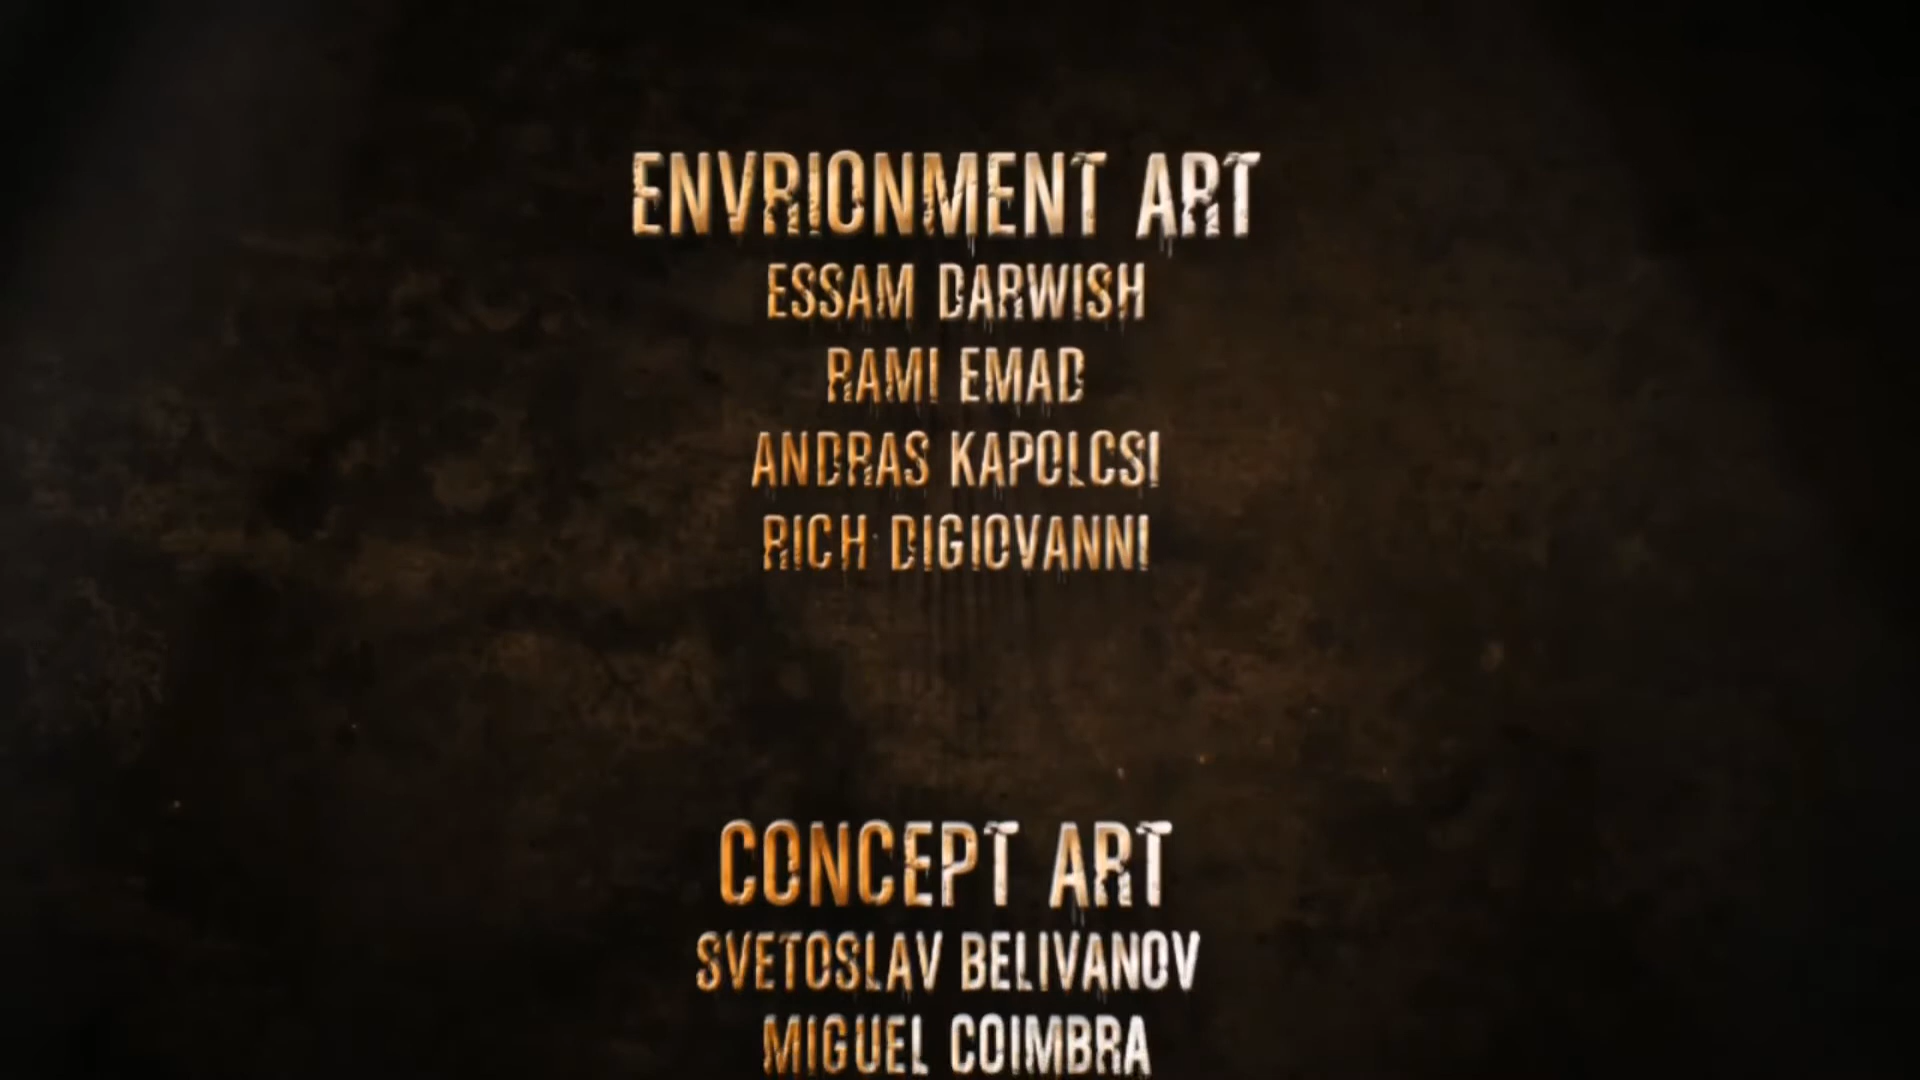 ENVRIONMENT ART
ESSAM DARWISH
RAMI EMAD
ANDRAS KAPOLCSI
RICH DIGIOVANNI
CONCEPT ART
SVETOSLAV BELIVANOV
MIGUEL COIMBRA